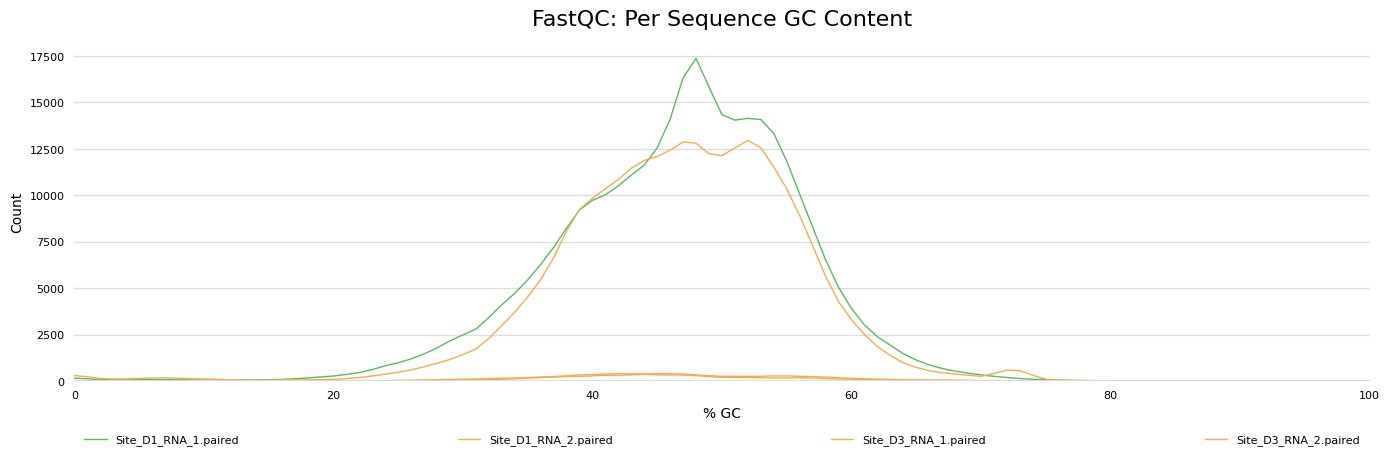 FastQC: Per Sequence GC Content
17500
15000
12500
10000
7500
5000
2500
0
Count
0 20 40 60 80 100
% GC
Site_D1_RNA_1.paired Site_D1_RNA_2.paired Site_D3_RNA_1.paired Site_D3_RNA_2.paired